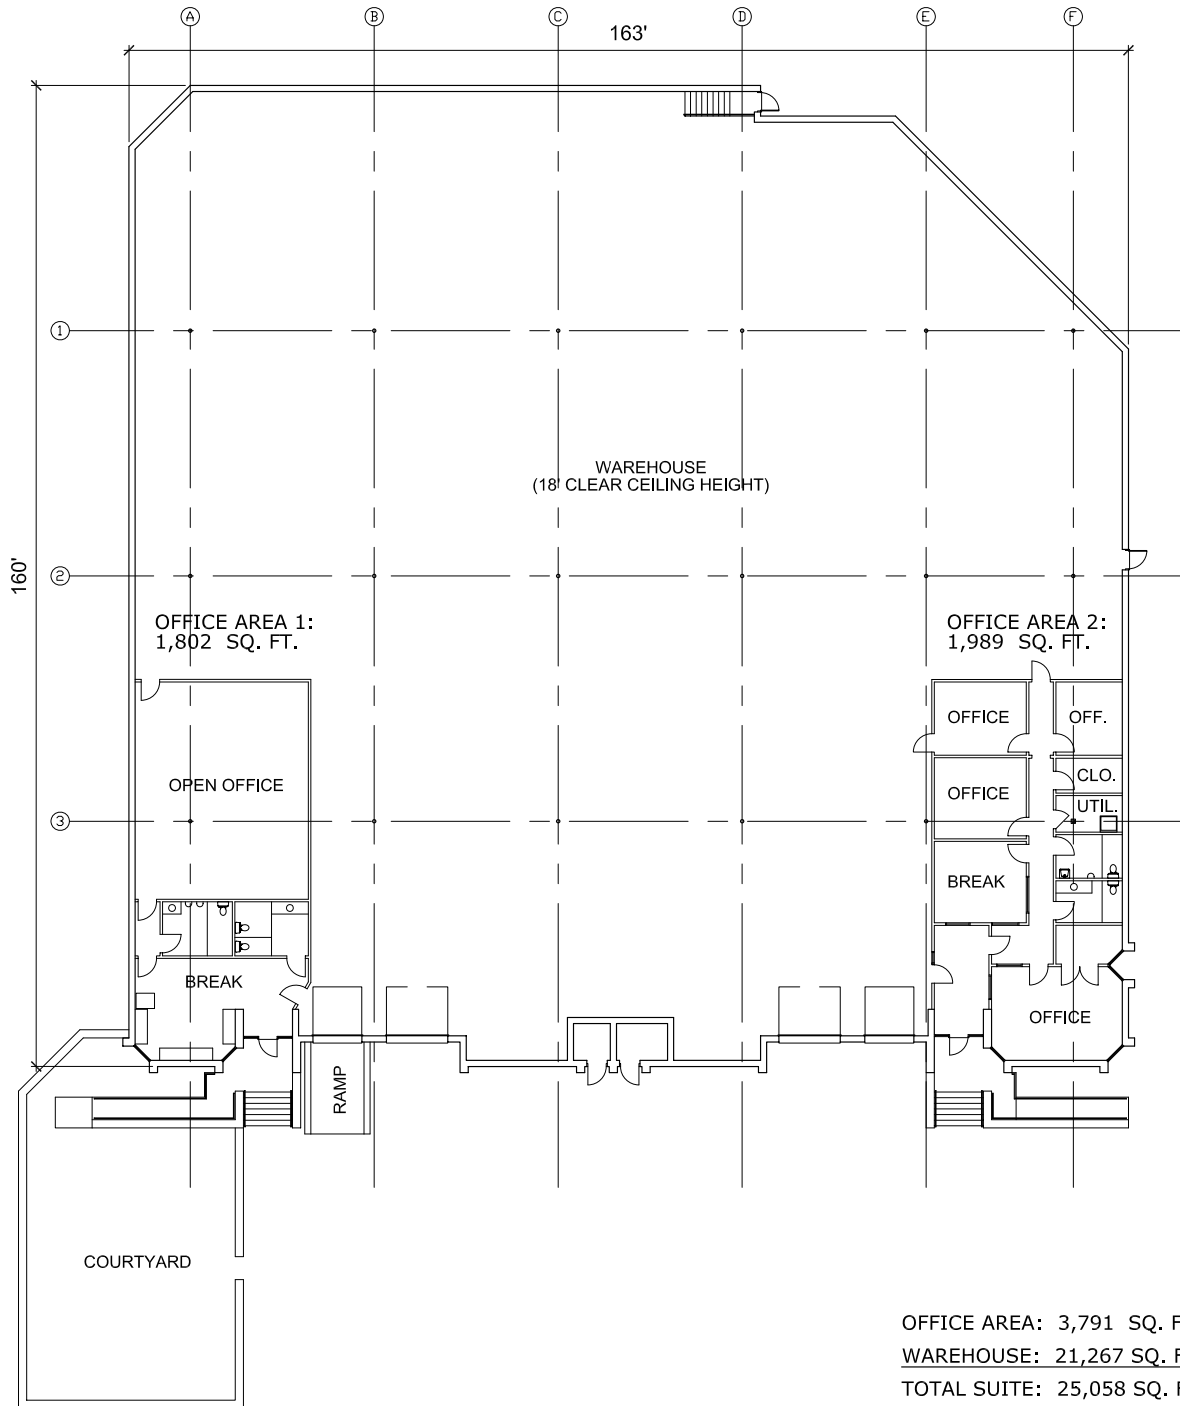 A B C D E F
163'
1
WAREHOUSE
(18' CLEAR CEILING HEIGHT)
160'
2
OFFICE AREA 1:
1,802 SQ. FT.
OFFICE AREA 2:
1,989 SQ. FT.
OFFICE
OFF.
OPEN OFFICE
CLO.
OFFICE
UTIL.
3
BREAK
BREAK
OFFICE
RAMP
COURTYARD
OFFICE AREA: 3,791 SQ. F
WAREHOUSE: 21,267 SQ. F
TOTAL SUITE: 25,058 SQ. F